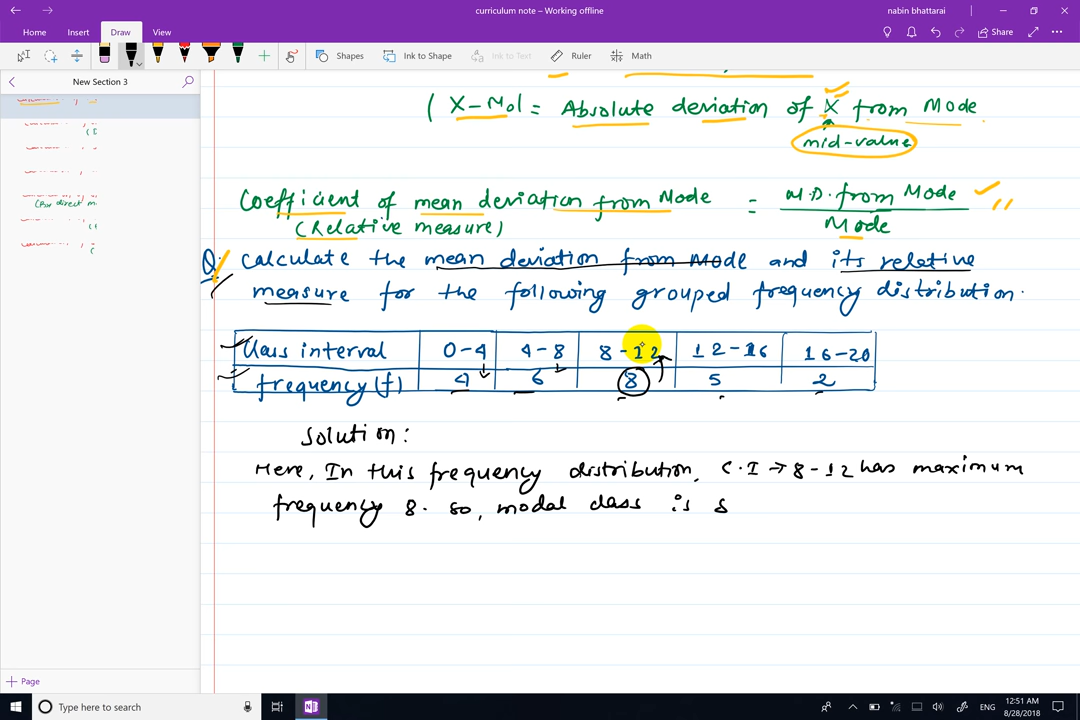 curriculum note – Working offline
nabin bhattarai
Home Insert Draw View
Share
Shapes Ink to Shape Ink to Text Ruler Math
New Section 3
| X-Mo| = Absolute deviation of X from Mode
mid-value
Coefficient of mean deviation from Mode = M.D. from Mode
(Relative measure) Mode
Q. Calculate the mean deviation from Mode and its relative
measure for the following grouped frequency distribution.
Class interval 0-4 4-8 8-12 12-16 16-20
frequency (f) 4 6 8 5 2
Solution:
Here, In this frequency distribution, C.I → 8-12 has maximum
frequency 8. so, modal class is 8
+ Page
Type here to search
ENG
12:51 AM
8/28/2018